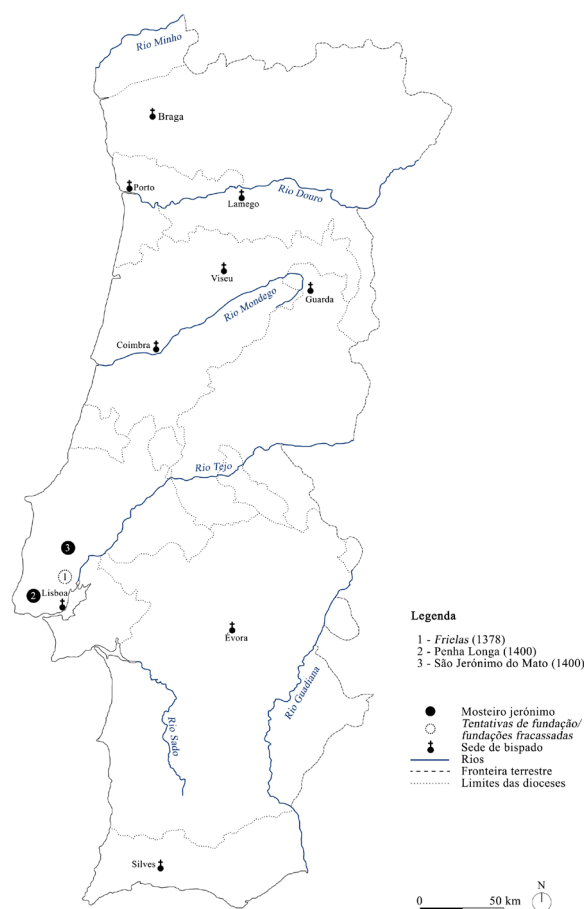 Rio Minho
Braga
Porto
Lamego
Rio Douro
Viseu
Guarda
Rio Mondego
Coimbra
Rio Tejo
3
1
2
Lisboa
Évora
Rio Guadiana
Rio Sado
Silves
Legenda
1 - Frielas (1378)
2 - Penha Longa (1400)
3 - São Jerónimo do Mato (1400)
Mosteiro jerónimo
Tentativas de fundação/
fundações fracassadas
Sede de bispado
Rios
Fronteira terrestre
Limites das dioceses
0 50 km
N